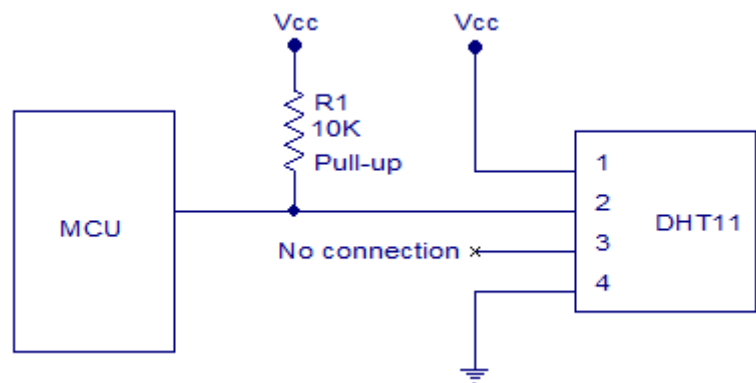 Vcc
Vcc
R1
10K
Pull-up
MCU
No connection
1
2
3
4
DHT11